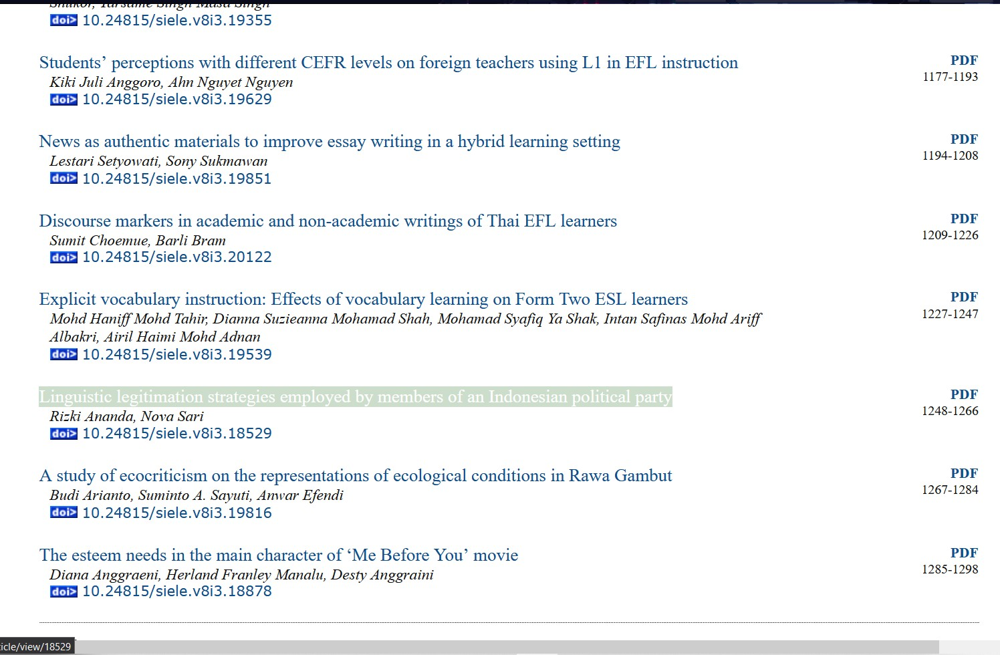 Shukor, Tarsame Singh Masa Singh
doi> 10.24815/siele.v8i3.19355
Students’ perceptions with different CEFR levels on foreign teachers using L1 in EFL instruction PDF
Kiki Juli Anggoro, Ahn Nguyet Nguyen 1177-1193
doi> 10.24815/siele.v8i3.19629
News as authentic materials to improve essay writing in a hybrid learning setting PDF
Lestari Setyowati, Sony Sukmawan 1194-1208
doi> 10.24815/siele.v8i3.19851
Discourse markers in academic and non-academic writings of Thai EFL learners PDF
Sumit Choemue, Barli Bram 1209-1226
doi> 10.24815/siele.v8i3.20122
Explicit vocabulary instruction: Effects of vocabulary learning on Form Two ESL learners PDF
Mohd Haniff Mohd Tahir, Dianna Suzieanna Mohamad Shah, Mohamad Syafiq Ya Shak, Intan Safinas Mohd Ariff 1227-1247
Albakri, Airil Haimi Mohd Adnan
doi> 10.24815/siele.v8i3.19539
Linguistic legitimation strategies employed by members of an Indonesian political party PDF
Rizki Ananda, Nova Sari 1248-1266
doi> 10.24815/siele.v8i3.18529
A study of ecocriticism on the representations of ecological conditions in Rawa Gambut PDF
Budi Arianto, Suminto A. Sayuti, Anwar Efendi 1267-1284
doi> 10.24815/siele.v8i3.19816
The esteem needs in the main character of ‘Me Before You’ movie PDF
Diana Anggraeni, Herland Franley Manalu, Desty Anggraini 1285-1298
doi> 10.24815/siele.v8i3.18878
icle/view/18529